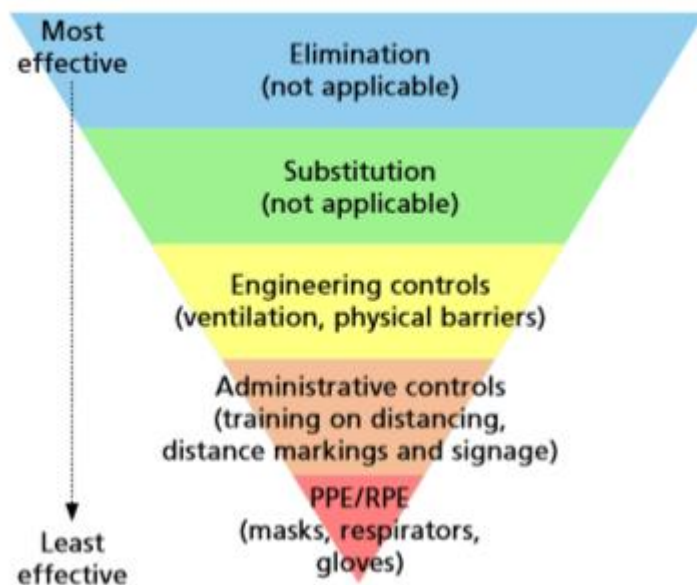 Most
effective
Elimination
(not applicable)
Substitution
(not applicable)
Engineering controls
(ventilation, physical barriers)
Administrative controls
(training on distancing,
distance markings and signage)
PPE/RPE
(masks, respirators,
gloves)
Least
effective